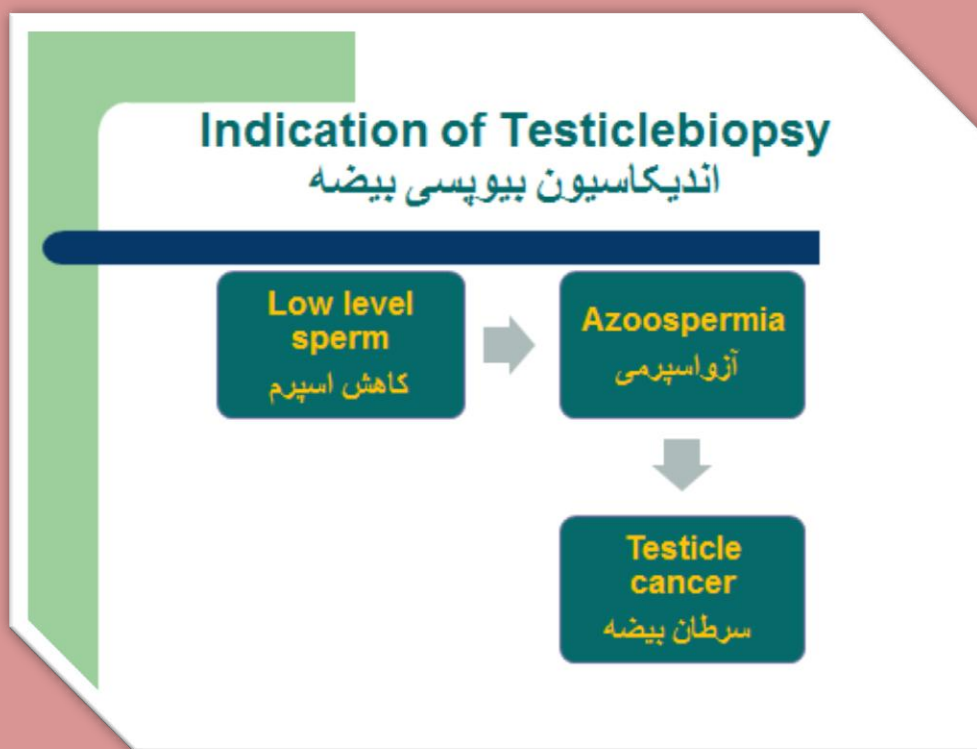 Indication of Testiclebiopsy
اندیکاسیون بیوپسی بیضه
Low level
sperm
کاهش اسپرم
Azoospermia
آزواسپرمی
Testicle
cancer
سرطان بیضه